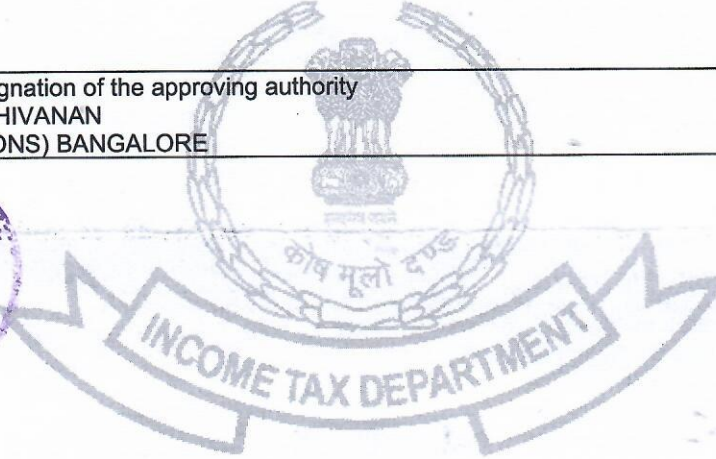 gnation of the approving authority
HIVANAN
ONS) BANGALORE
कोष मूलो दण्डः
INCOME TAX DEPARTMENT